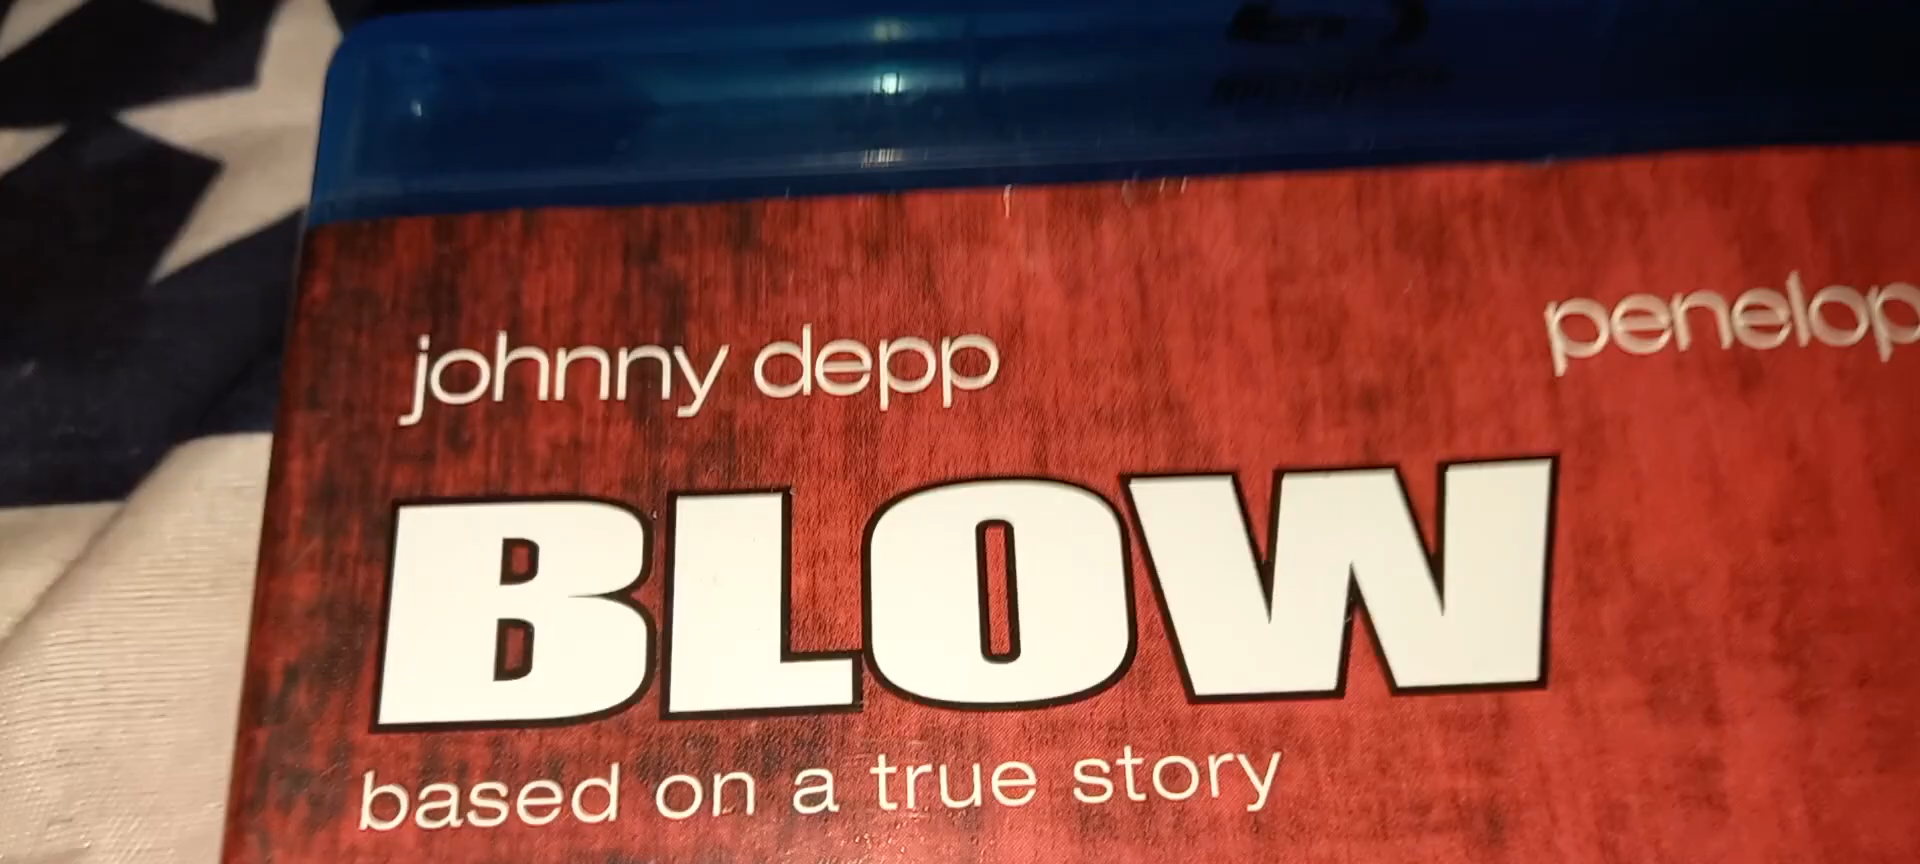 johnny depp
penelop
BLOW
based on a true story